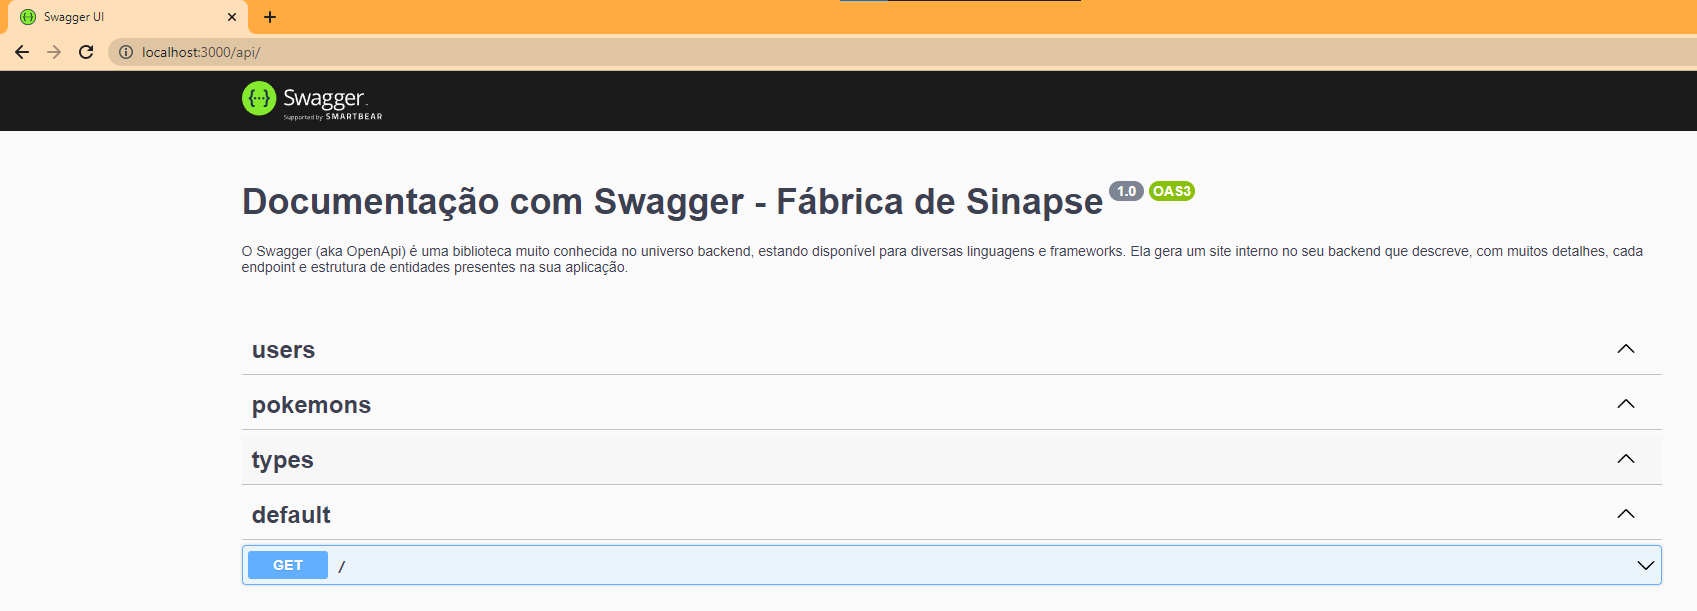 Swagger UI
localhost:3000/api/
Swagger
Supported by SMARTBEAR
Documentação com Swagger - Fábrica de Sinapse 1.0 OAS3
O Swagger (aka OpenApi) é uma biblioteca muito conhecida no universo backend, estando disponível para diversas linguagens e frameworks. Ela gera um site interno no seu backend que descreve, com muitos detalhes, cada
endpoint e estrutura de entidades presentes na sua aplicação.
users
pokemons
types
default
GET /